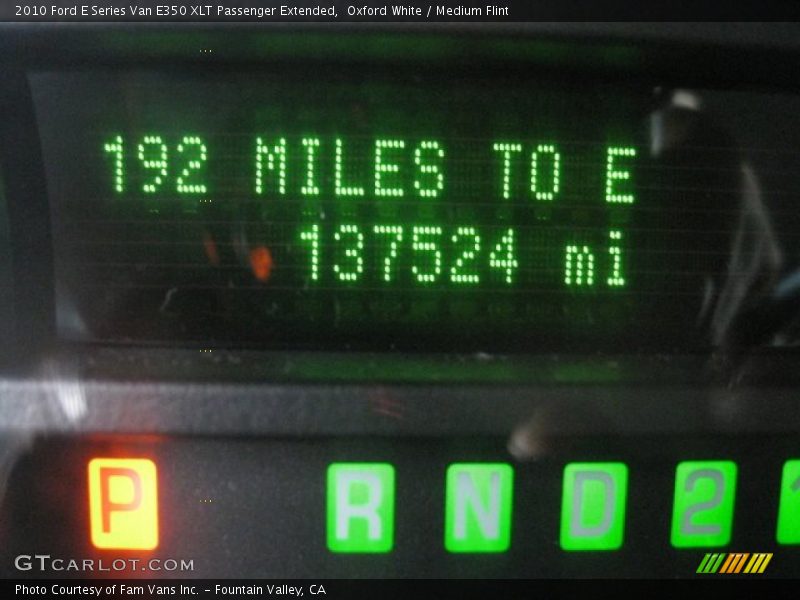 2010 Ford E Series Van E350 XLT Passenger Extended,  Oxford White / Medium Flint
192 MILES TO E
137524 mi
P R N D 2 1
GTCARLOT.COM
Photo Courtesy of Fam Vans Inc. – Fountain Valley, CA